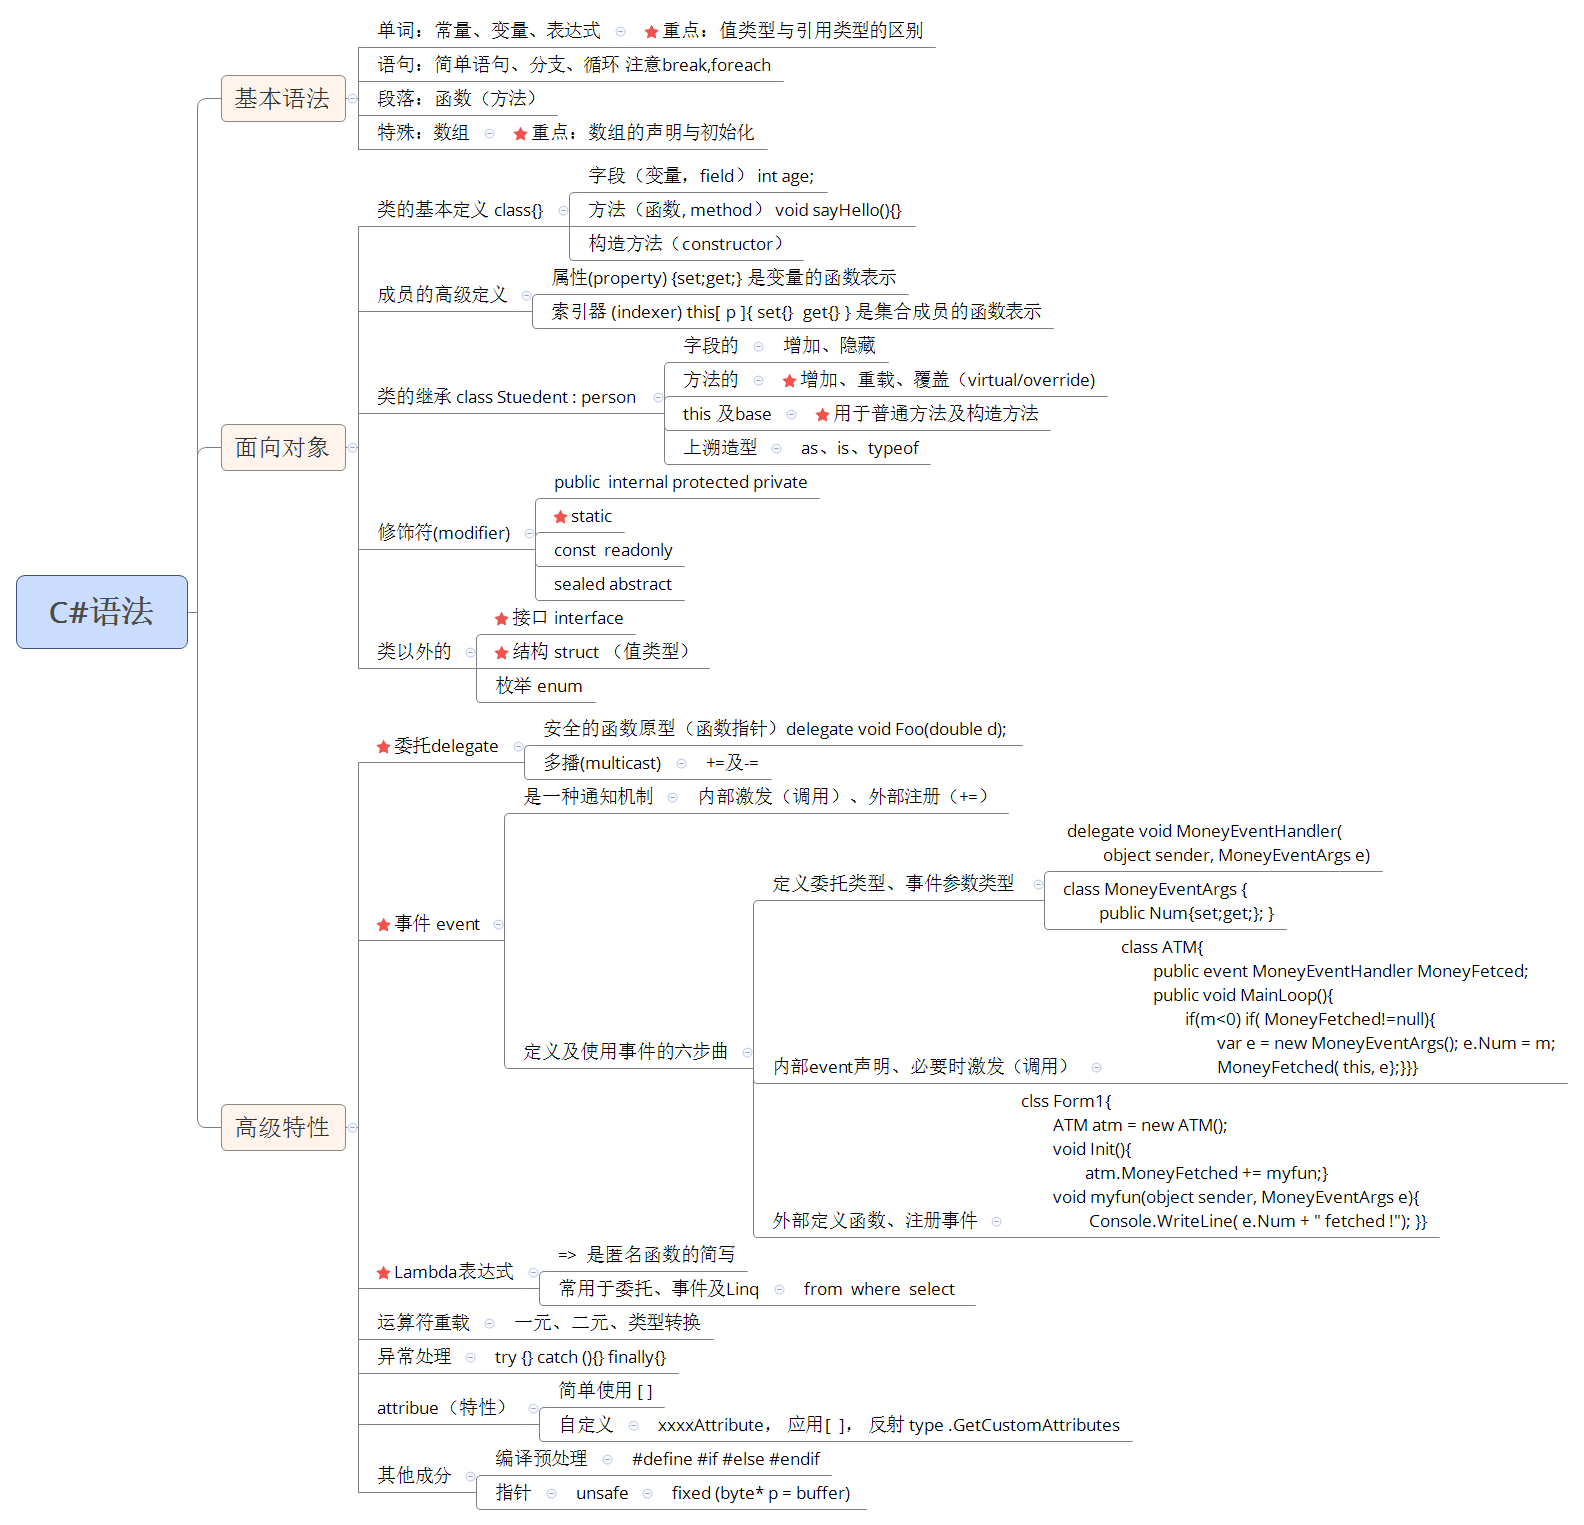 C#语法
基本语法
单词：常量、变量、表达式
重点：值类型与引用类型的区别
语句：简单语句、分支、循环 注意break,foreach
段落：函数（方法）
特殊：数组
重点：数组的声明与初始化
面向对象
类的基本定义 class{}
字段（变量，field） int age;
方法（函数, method） void sayHello(){}
构造方法（constructor）
成员的高级定义
属性(property) {set;get;} 是变量的函数表示
索引器 (indexer) this[ p ]{ set{}  get{} } 是集合成员的函数表示
类的继承 class Stuedent : person
字段的
增加、隐藏
方法的
增加、重载、覆盖（virtual/override)
this 及base
用于普通方法及构造方法
上溯造型
as、is、typeof
修饰符(modifier)
public  internal protected private
static
const  readonly
sealed abstract
类以外的
接口 interface
结构 struct （值类型）
枚举 enum
高级特性
委托delegate
安全的函数原型（函数指针）delegate void Foo(double d);
多播(multicast)
+=及-=
事件 event
是一种通知机制
内部激发（调用）、外部注册（+=）
定义及使用事件的六步曲
定义委托类型、事件参数类型
delegate void MoneyEventHandler(
object sender, MoneyEventArgs e)
class MoneyEventArgs {
public Num{set;get;}; }
内部event声明、必要时激发（调用）
class ATM{
public event MoneyEventHandler MoneyFetced;
public void MainLoop(){
if(m<0) if( MoneyFetched!=null){
var e = new MoneyEventArgs(); e.Num = m;
MoneyFetched( this, e};}}}
外部定义函数、注册事件
clss Form1{
ATM atm = new ATM();
void Init(){
atm.MoneyFetched += myfun;}
void myfun(object sender, MoneyEventArgs e){
Console.WriteLine( e.Num + " fetched !"); }}
Lambda表达式
=>  是匿名函数的简写
常用于委托、事件及Linq
from  where  select
运算符重载
一元、二元、类型转换
异常处理
try {} catch (){} finally{}
attribue（特性）
简单使用 [ ]
自定义
xxxxAttribute， 应用[  ]， 反射 type .GetCustomAttributes
其他成分
编译预处理
#define #if #else #endif
指针
unsafe
fixed (byte* p = buffer)